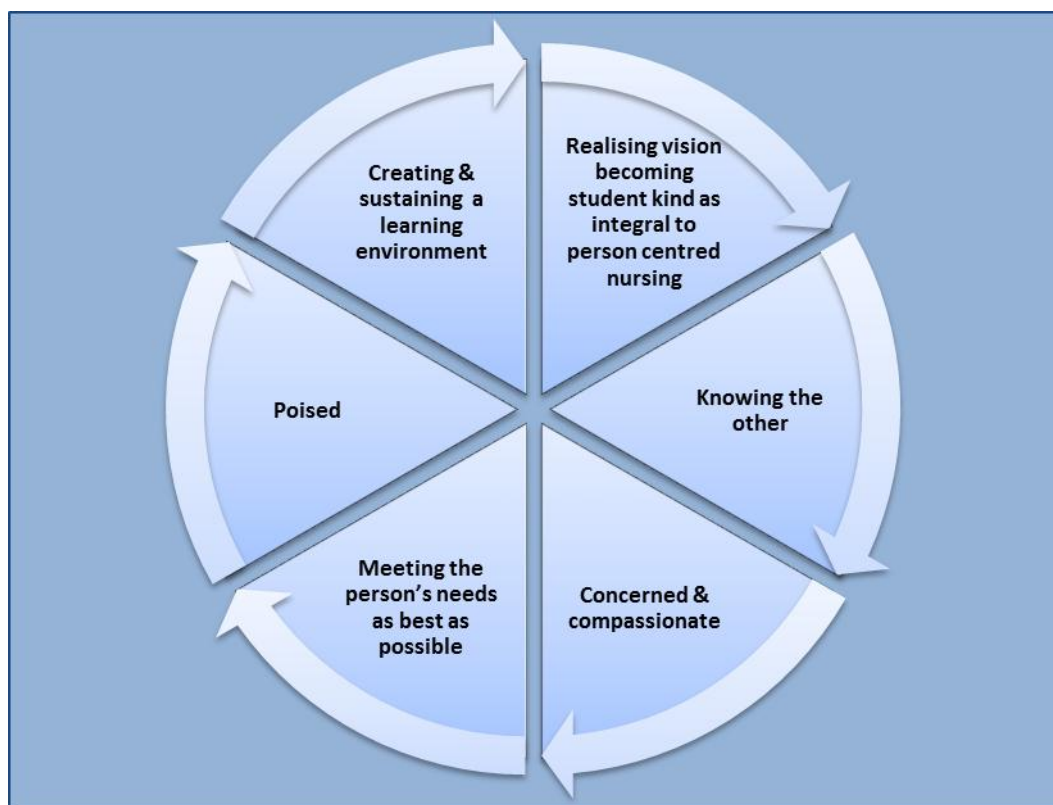 Creating &
sustaining a
learning
environment
Realising vision
becoming
student kind as
integral to
person centred
nursing
Poised
Knowing the
other
Meeting the
person's needs
as best as
possible
Concerned &
compassionate